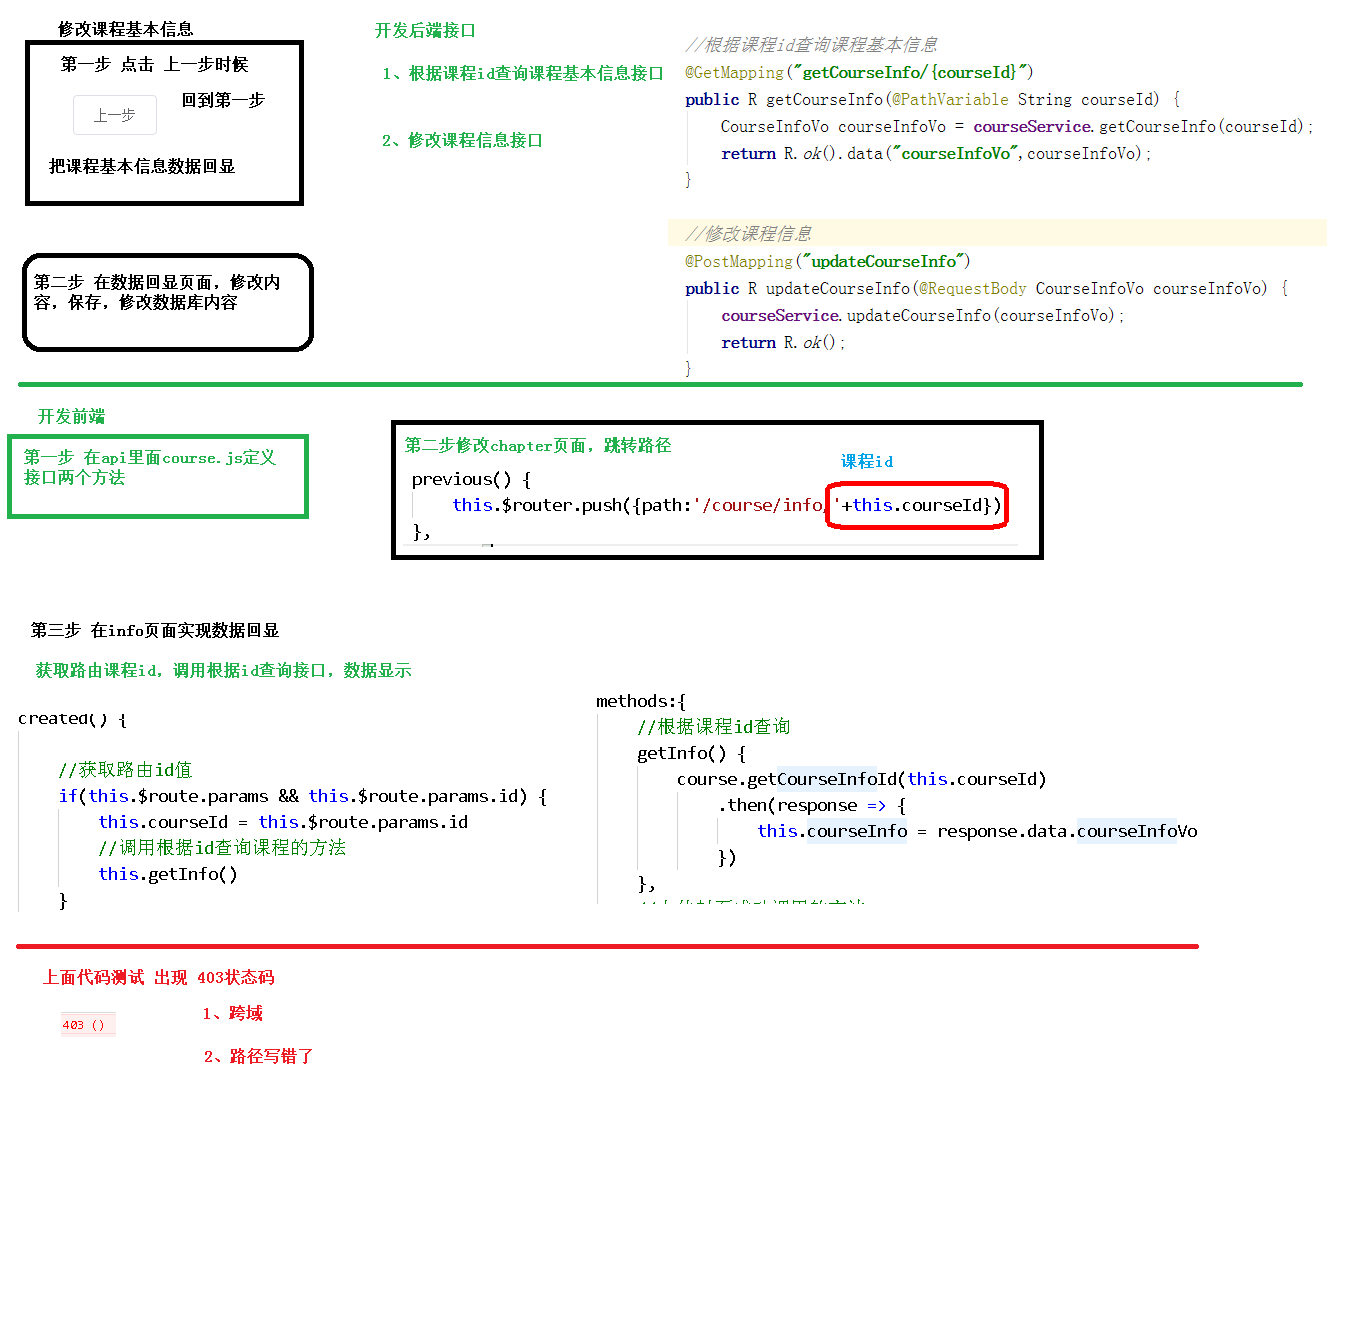 修改课程基本信息
第一步 点击 上一步时候
回到第一步
上一步
把课程基本信息数据回显
第二步 在数据回显页面，修改内
容，保存，修改数据库内容
开发后端接口
1、根据课程id查询课程基本信息接口
2、修改课程信息接口
//根据课程id查询课程基本信息
@GetMapping("getCourseInfo/{courseId}")
public R getCourseInfo(@PathVariable String courseId) {
CourseInfoVo courseInfoVo = courseService.getCourseInfo(courseId);
return R.ok().data("courseInfoVo",courseInfoVo);
}
//修改课程信息
@PostMapping("updateCourseInfo")
public R updateCourseInfo(@RequestBody CourseInfoVo courseInfoVo) {
courseService.updateCourseInfo(courseInfoVo);
return R.ok();
}
开发前端
第一步 在api里面course.js定义
接口两个方法
第二步修改chapter页面，跳转路径
课程id
previous() {
this.$router.push({path:'/course/info/'+this.courseId})
},
第三步 在info页面实现数据回显
获取路由课程id，调用根据id查询接口，数据显示
created() {
//获取路由id值
if(this.$route.params && this.$route.params.id) {
this.courseId = this.$route.params.id
//调用根据id查询课程的方法
this.getInfo()
}
methods:{
//根据课程id查询
getInfo() {
course.getCourseInfoId(this.courseId)
.then(response => {
this.courseInfo = response.data.courseInfoVo
})
},
上面代码测试 出现 403状态码
403 ()
1、跨域
2、路径写错了